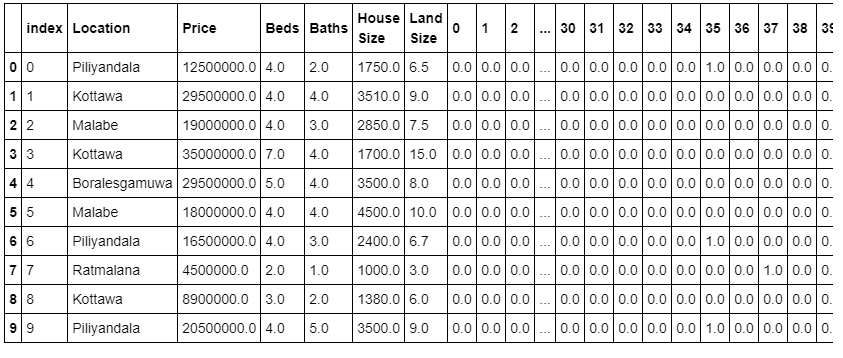 index Location Price Beds Baths House Size Land Size 0 1 2 ... 30 31 32 33 34 35 36 37 38 39
0 0 Piliyandala 12500000.0 4.0 2.0 1750.0 6.5 0.0 0.0 0.0 ... 0.0 0.0 0.0 0.0 0.0 1.0 0.0 0.0 0.0 0.
1 1 Kottawa 29500000.0 4.0 4.0 3510.0 9.0 0.0 0.0 0.0 ... 0.0 0.0 0.0 0.0 0.0 0.0 0.0 0.0 0.0 0.
2 2 Malabe 19000000.0 4.0 3.0 2850.0 7.5 0.0 0.0 0.0 ... 0.0 0.0 0.0 0.0 0.0 0.0 0.0 0.0 0.0 0.
3 3 Kottawa 35000000.0 7.0 4.0 1700.0 15.0 0.0 0.0 0.0 ... 0.0 0.0 0.0 0.0 0.0 0.0 0.0 0.0 0.0 0.
4 4 Boralesgamuwa 29500000.0 5.0 4.0 3500.0 8.0 0.0 0.0 0.0 ... 0.0 0.0 0.0 0.0 0.0 0.0 0.0 0.0 0.0 0.
5 5 Malabe 18000000.0 4.0 4.0 4500.0 10.0 0.0 0.0 0.0 ... 0.0 0.0 0.0 0.0 0.0 0.0 0.0 0.0 0.0 0.
6 6 Piliyandala 16500000.0 4.0 3.0 2400.0 6.7 0.0 0.0 0.0 ... 0.0 0.0 0.0 0.0 0.0 1.0 0.0 0.0 0.0 0.
7 7 Ratmalana 4500000.0 2.0 1.0 1000.0 3.0 0.0 0.0 0.0 ... 0.0 0.0 0.0 0.0 0.0 0.0 0.0 1.0 0.0 0.
8 8 Kottawa 8900000.0 3.0 2.0 1380.0 6.0 0.0 0.0 0.0 ... 0.0 0.0 0.0 0.0 0.0 0.0 0.0 0.0 0.0 0.
9 9 Piliyandala 20500000.0 4.0 5.0 3500.0 9.0 0.0 0.0 0.0 ... 0.0 0.0 0.0 0.0 0.0 1.0 0.0 0.0 0.0 0.